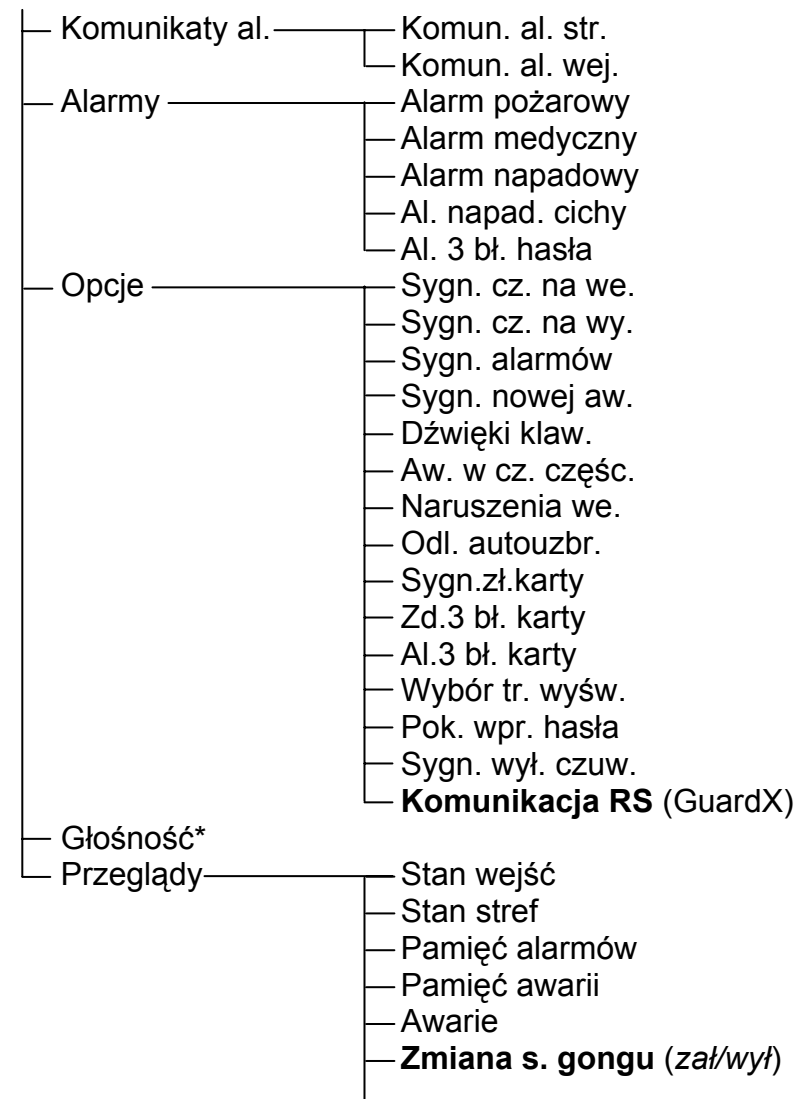 Komunikaty al. Komun. al. str.
Komun. al. wej.
Alarmy Alarm pożarowy
Alarm medyczny
Alarm napadowy
Al. napad. cichy
Al. 3 bł. hasła
Opcje Sygn. cz. na we.
Sygn. cz. na wy.
Sygn. alarmów
Sygn. nowej aw.
Dźwięki klaw.
Aw. w cz. częśc.
Naruszenia we.
Odl. autouzbr.
Sygn.zł.karty
Zd.3 bł. karty
Al.3 bł. karty
Wybór tr. wyśw.
Pok. wpr. hasła
Sygn. wył. czuw.
Komunikacja RS (GuardX)
Głośność*
Przeglądy Stan wejść
Stan stref
Pamięć alarmów
Pamięć awarii
Awarie
Zmiana s. gongu (zał/wył)